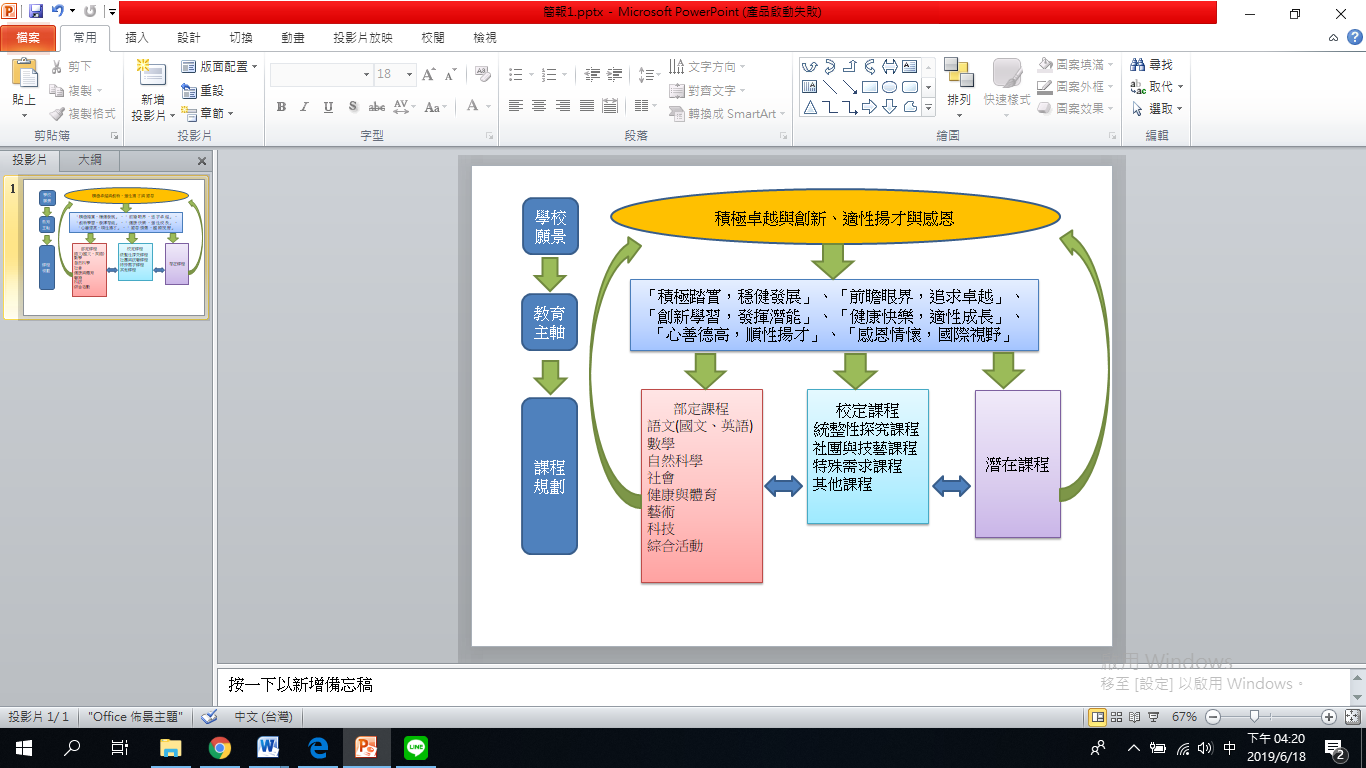 簡報1.pptx - Microsoft PowerPoint (產品啟動失敗)
檔案 常用 插入 設計 切換 動畫 投影片放映 校閱 檢視
貼上
剪下
複製
複製格式
剪貼簿
新增
投影片
版面配置
重設
章節
投影片
18
B I U S abc AV Aa A
字型
文字方向
對齊文字
轉換成 SmartArt
段落
排列
快速樣式
圖案填滿
圖案外框
圖案效果
繪圖
尋找
取代
選取
編輯
投影片 大綱
1
學校
願景
教育
主軸
課程
規劃
積極卓越與創新、適性揚才與感恩
「積極踏實，穩健發展」、「前瞻眼界，追求卓越」、
「創新學習，發揮潛能」、「健康快樂，適性成長」、
「心善德高，順性揚才」、「感恩情懷，國際視野」
部定課程
語文(國文、英語)
數學
自然科學
社會
健康與體育
藝術
科技
綜合活動
校定課程
統整性探究課程
社團與技藝課程
特殊需求課程
其他課程
潛在課程
按一下以新增備忘稿
啟用 Windows
移至 [設定] 以啟用 Windows。
投影片 1/1 "Office 佈景主題" 中文 (台灣) 67%
中
下午 04:20
2019/6/18
2